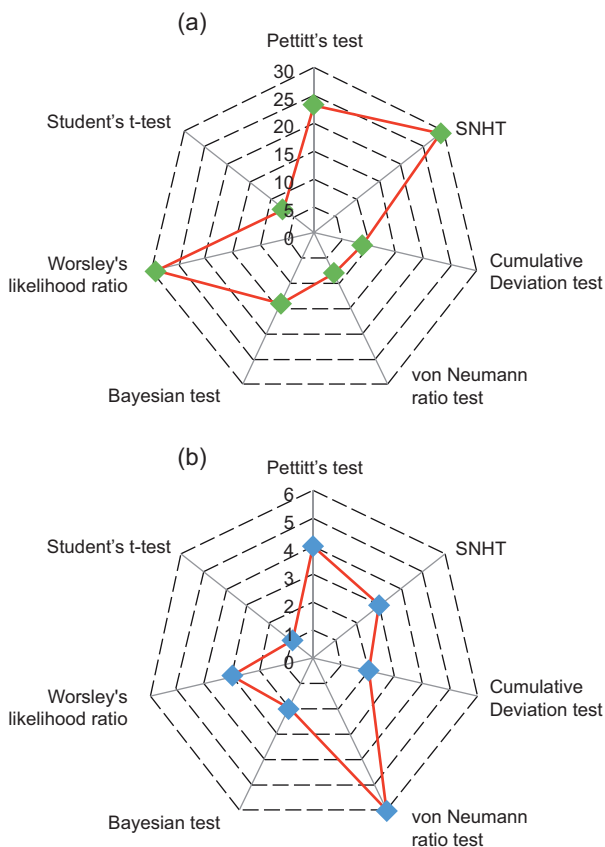 (a)
Pettitt's test
30
25
20
15
10
5
0
SNHT
Cumulative
Deviation test
von Neumann
ratio test
Bayesian test
Worsley's
likelihood ratio
Student's t-test
(b)
Pettitt's test
6
5
4
3
2
1
0
SNHT
Cumulative
Deviation test
von Neumann
ratio test
Bayesian test
Worsley's
likelihood ratio
Student's t-test